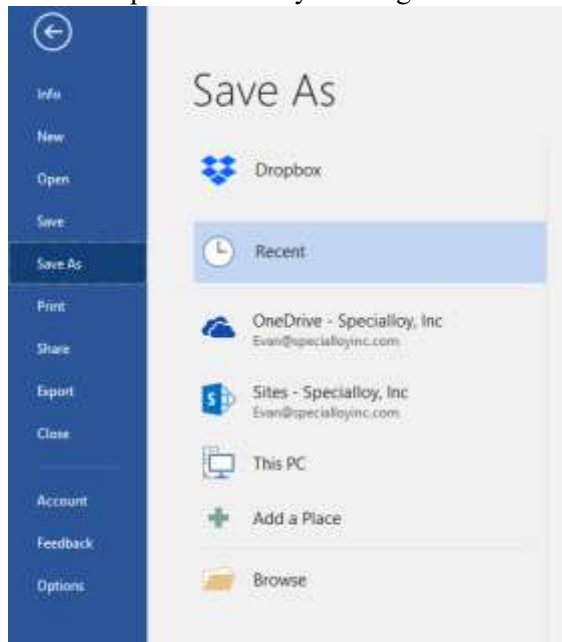 Info
New
Open
Save
Save As
Print
Share
Export
Close
Account
Feedback
Options
Save As
Dropbox
Recent
OneDrive - Specialloy, Inc
Evan@specialloyinc.com
Sites - Specialloy, Inc
Evan@specialloyinc.com
This PC
Add a Place
Browse